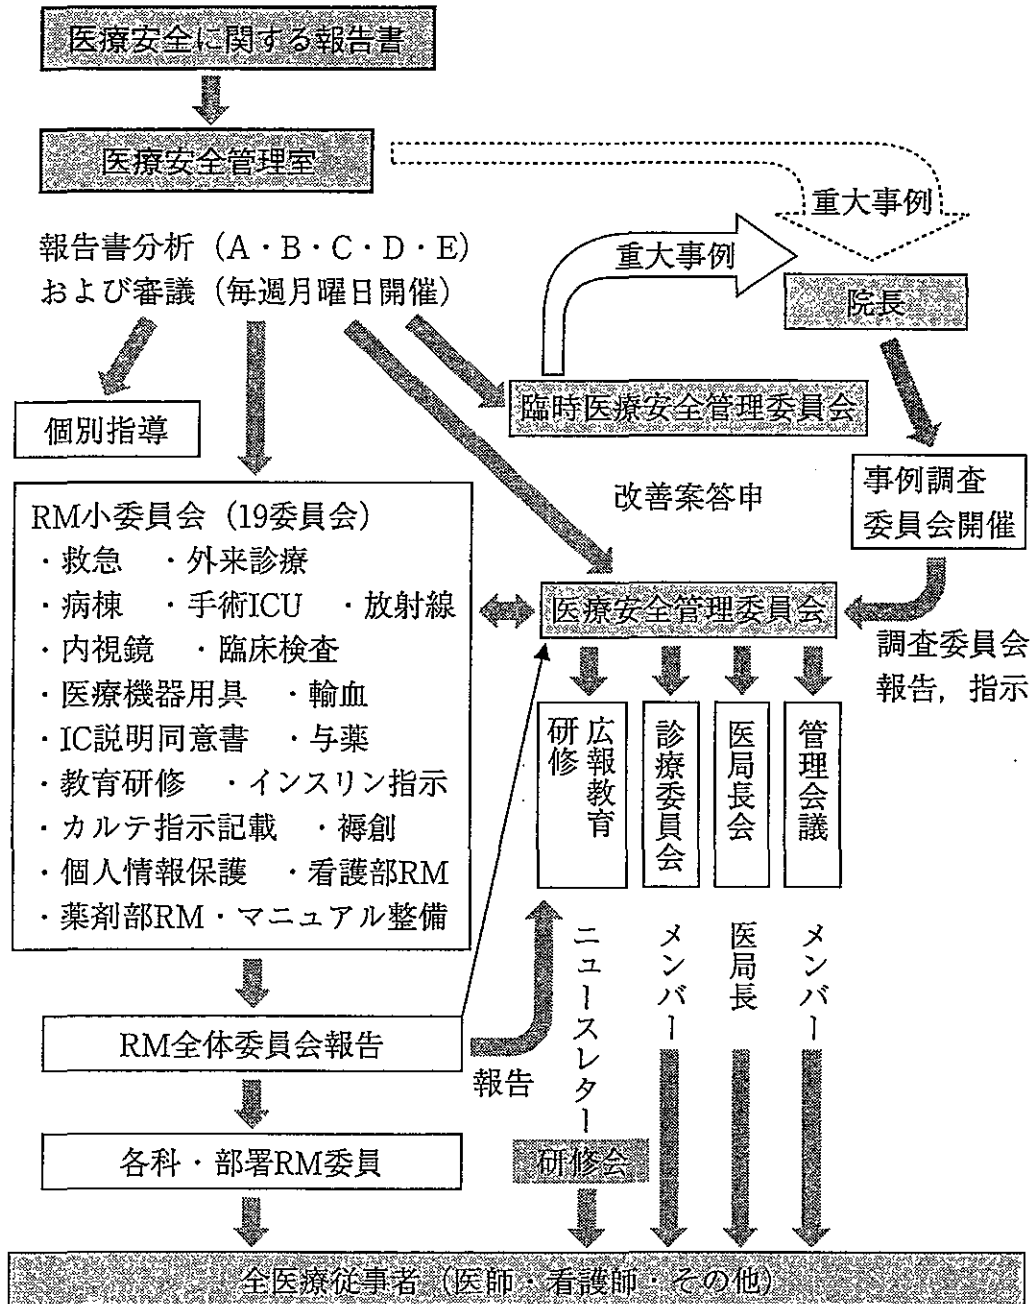 医療安全に関する報告書
医療安全管理室
重大事例
報告書分析（A・B・C・D・E）
および審議（毎週月曜日開催）
重大事例
院長
臨時医療安全管理委員会
個別指導
改善案答申
事例調査
委員会開催
RM小委員会（19委員会）
・救急　・外来診療
・病棟　・手術ICU　・放射線
・内視鏡　・臨床検査
・医療機器用具　・輸血
・IC説明同意書　・与薬
・教育研修　・インスリン指示
・カルテ指示記載　・褥創
・個人情報保護　・看護部RM
・薬剤部RM・マニュアル整備
医療安全管理委員会
調査委員会
報告，指示
広報教育
研修
診療委員会
医局長会
管理会議
ニュースレター
メンバー
医局長
メンバー
RM全体委員会報告
報告
各科・部署RM委員
研修会
全医療従事者（医師・看護師・その他）